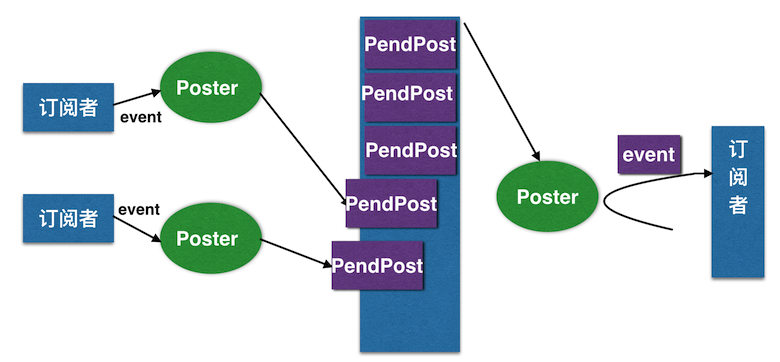 订阅者
event
Poster
订阅者
event
Poster
PendPost
PendPost
PendPost
PendPost
PendPost
Poster
event
订
阅
者